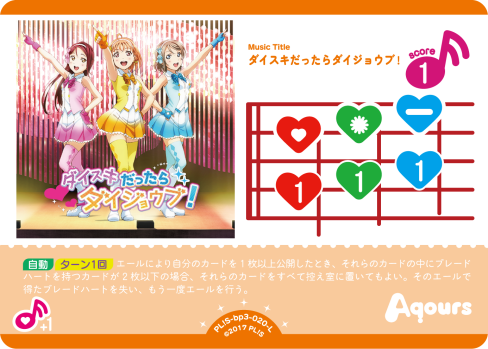 Music Title
ダイスキだったらダイジョウブ！
score
1
ダイスキだったら
ダイジョウブ！
1
1
1
自動 ターン1回 エールにより自分のカードを1枚以上公開したとき、それらのカードの中にブレード
ハートを持つカードが2枚以下の場合、それらのカードをすべて控え室に置いてもよい。そのエールで
得たブレードハートを失い、もう一度エールを行う。
+1
PL!S-bp3-020-L
©2017 PL!S
Aqours